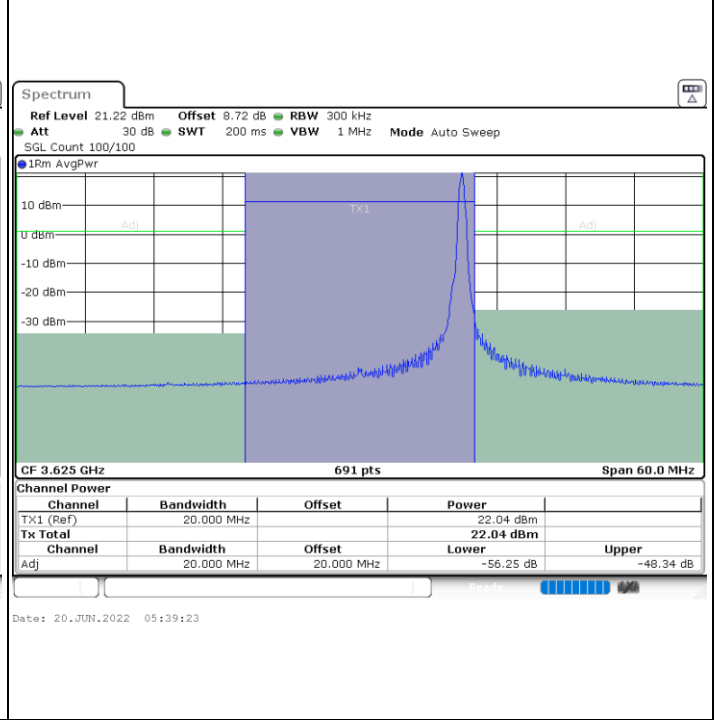 Spectrum
Ref Level 21.22 dBm Offset 8.72 dB RBW 300 kHz
Att 30 dB SWT 200 ms VBW 1 MHz Mode Auto Sweep
SGL Count 100/100
1Rm AvgPwr
10 dBm
TX1
Adj Adj
0 dBm
-10 dBm
-20 dBm
-30 dBm
CF 3.625 GHz 691 pts Span 60.0 MHz
Channel Power
Channel Bandwidth Offset Power
TX1 (Ref) 20.000 MHz 22.04 dBm
Tx Total 22.04 dBm
Channel Bandwidth Offset Lower Upper
Adj 20.000 MHz 20.000 MHz -56.25 dB -48.34 dB
Ready
Date: 20.JUN.2022 05:39:23